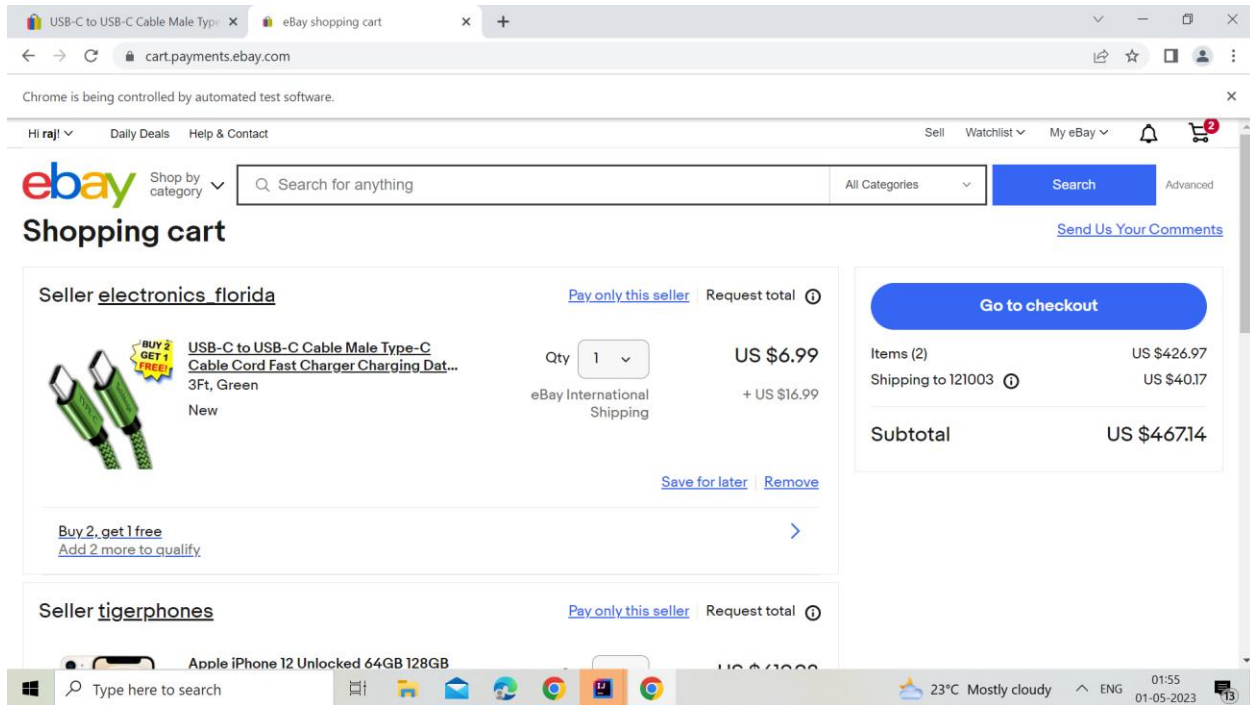 USB-C to USB-C Cable Male Type
eBay shopping cart
cart.payments.ebay.com
Chrome is being controlled by automated test software.
Hi raj! Daily Deals Help & Contact
Sell Watchlist My eBay 2
ebay
Shop by
category
Search for anything
All Categories
Search
Advanced
Shopping cart
Send Us Your Comments
Seller electronics_florida
Pay only this seller Request total
BUY 2
GET 1
FREE!
USB-C to USB-C Cable Male Type-C
Cable Cord Fast Charger Charging Dat...
3Ft, Green
New
Qty 1
US $6.99
eBay International
Shipping
+ US $16.99
Save for later Remove
Buy 2, get 1 free
Add 2 more to qualify
Go to checkout
Items (2) US $426.97
Shipping to 121003 US $40.17
Subtotal US $467.14
Seller tigerphones
Pay only this seller Request total
Apple iPhone 12 Unlocked 64GB 128GB
Type here to search
23°C Mostly cloudy
ENG
01:55
01-05-2023
13